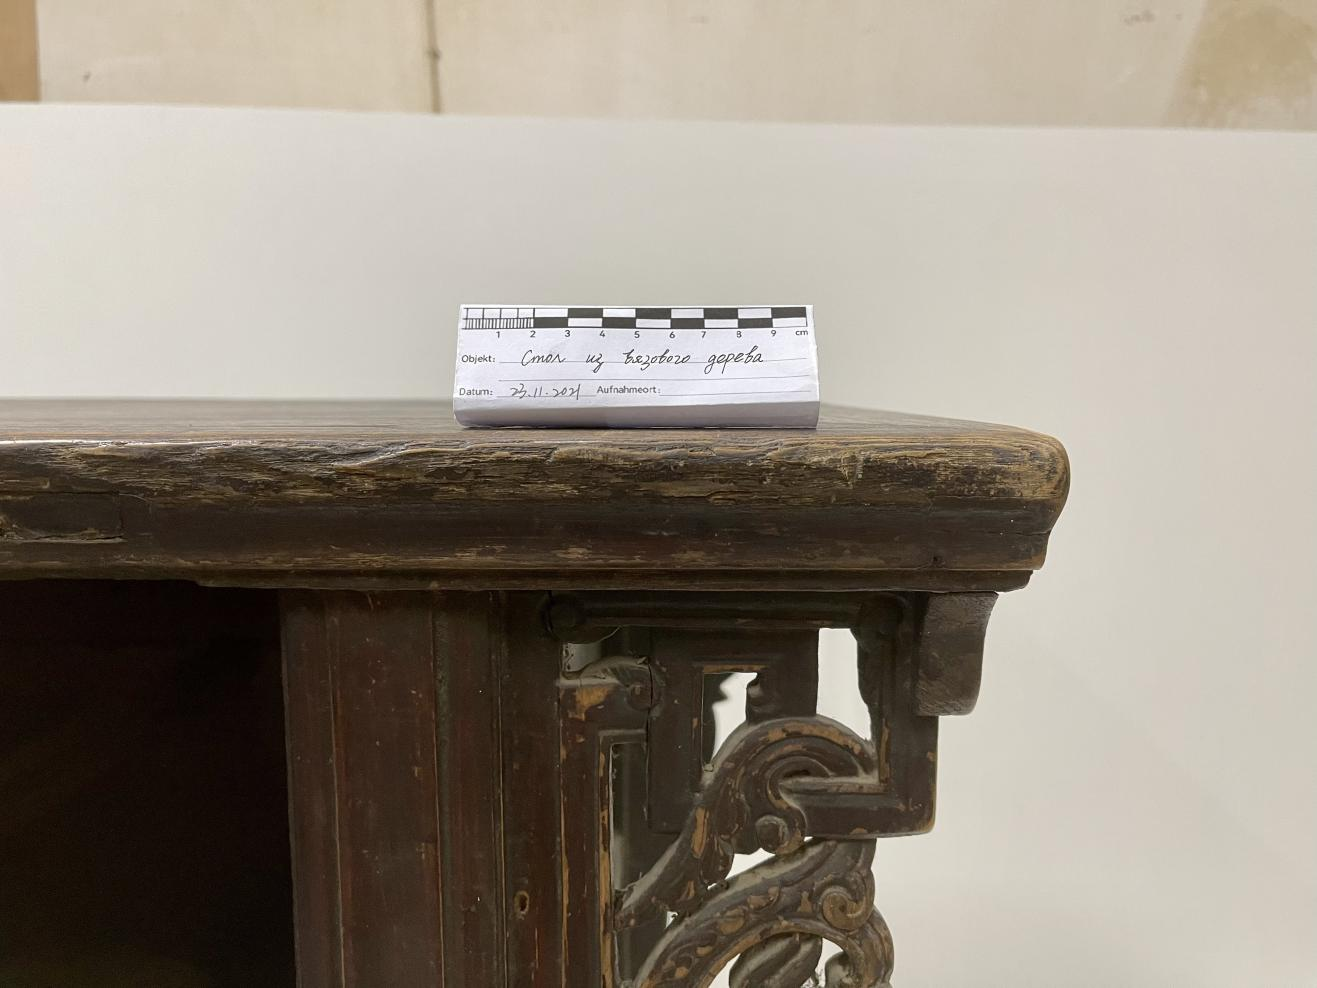 1 2 3 4 5 6 7 8 9 cm
Objekt: Стол из вязового дерева
Datum: 23.11.2021 Aufnahmeort: